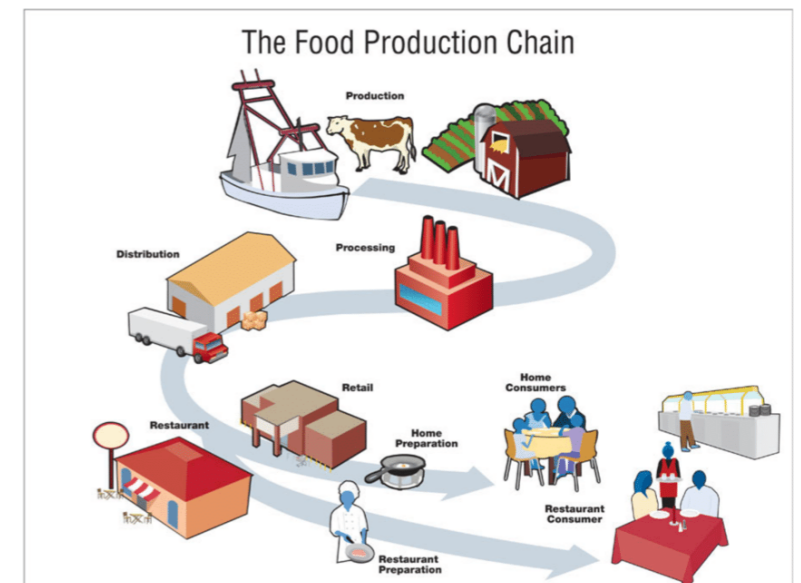 The Food Production Chain
Production
Processing
Distribution
Retail
Restaurant
Home
Preparation
Home
Consumers
Restaurant
Preparation
Restaurant
Consumer